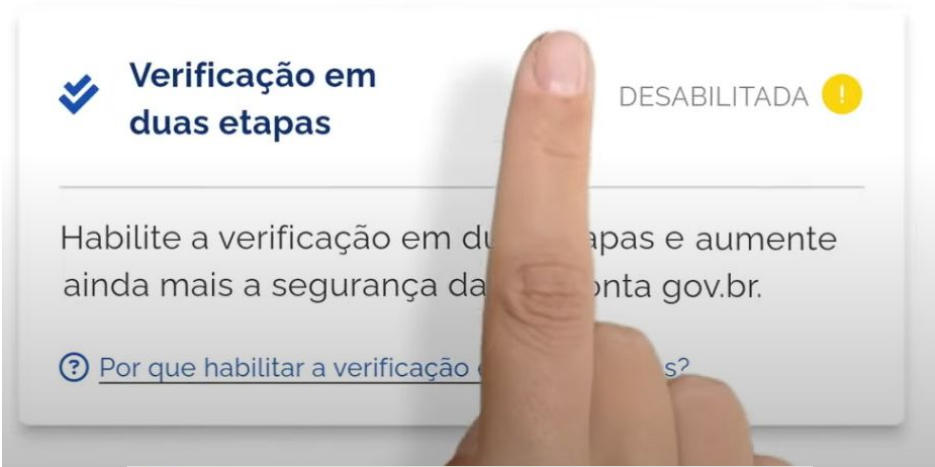 Verificação em
duas etapas
DESABILITADA
!
Habilite a verificação em du apas e aumente
ainda mais a segurança da onta gov.br.
? Por que habilitar a verificação s?